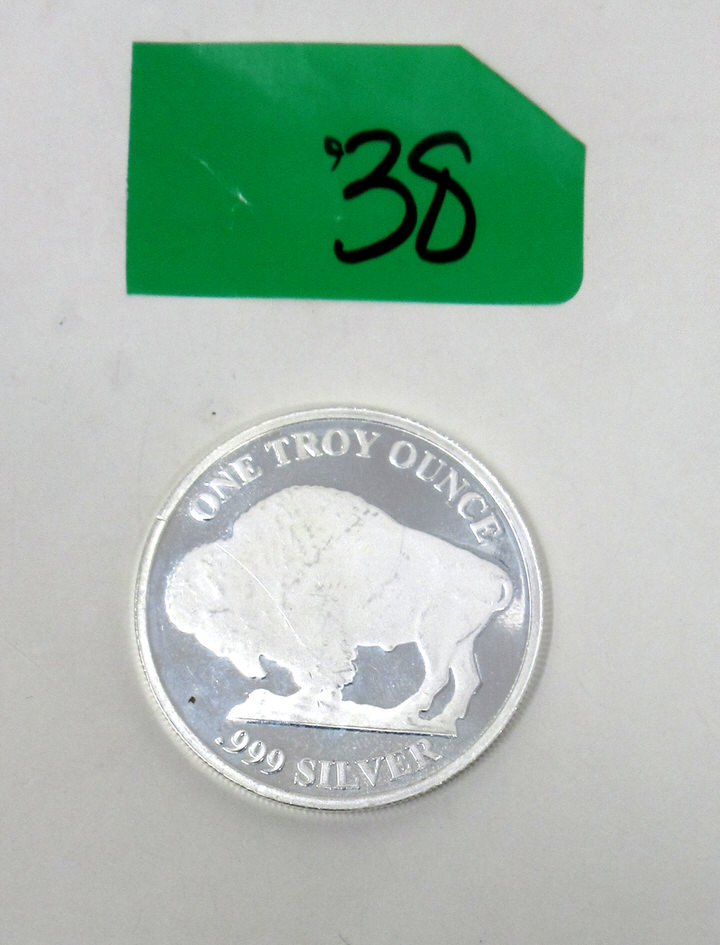 '38
ONE TROY OUNCE
.999 SILVER